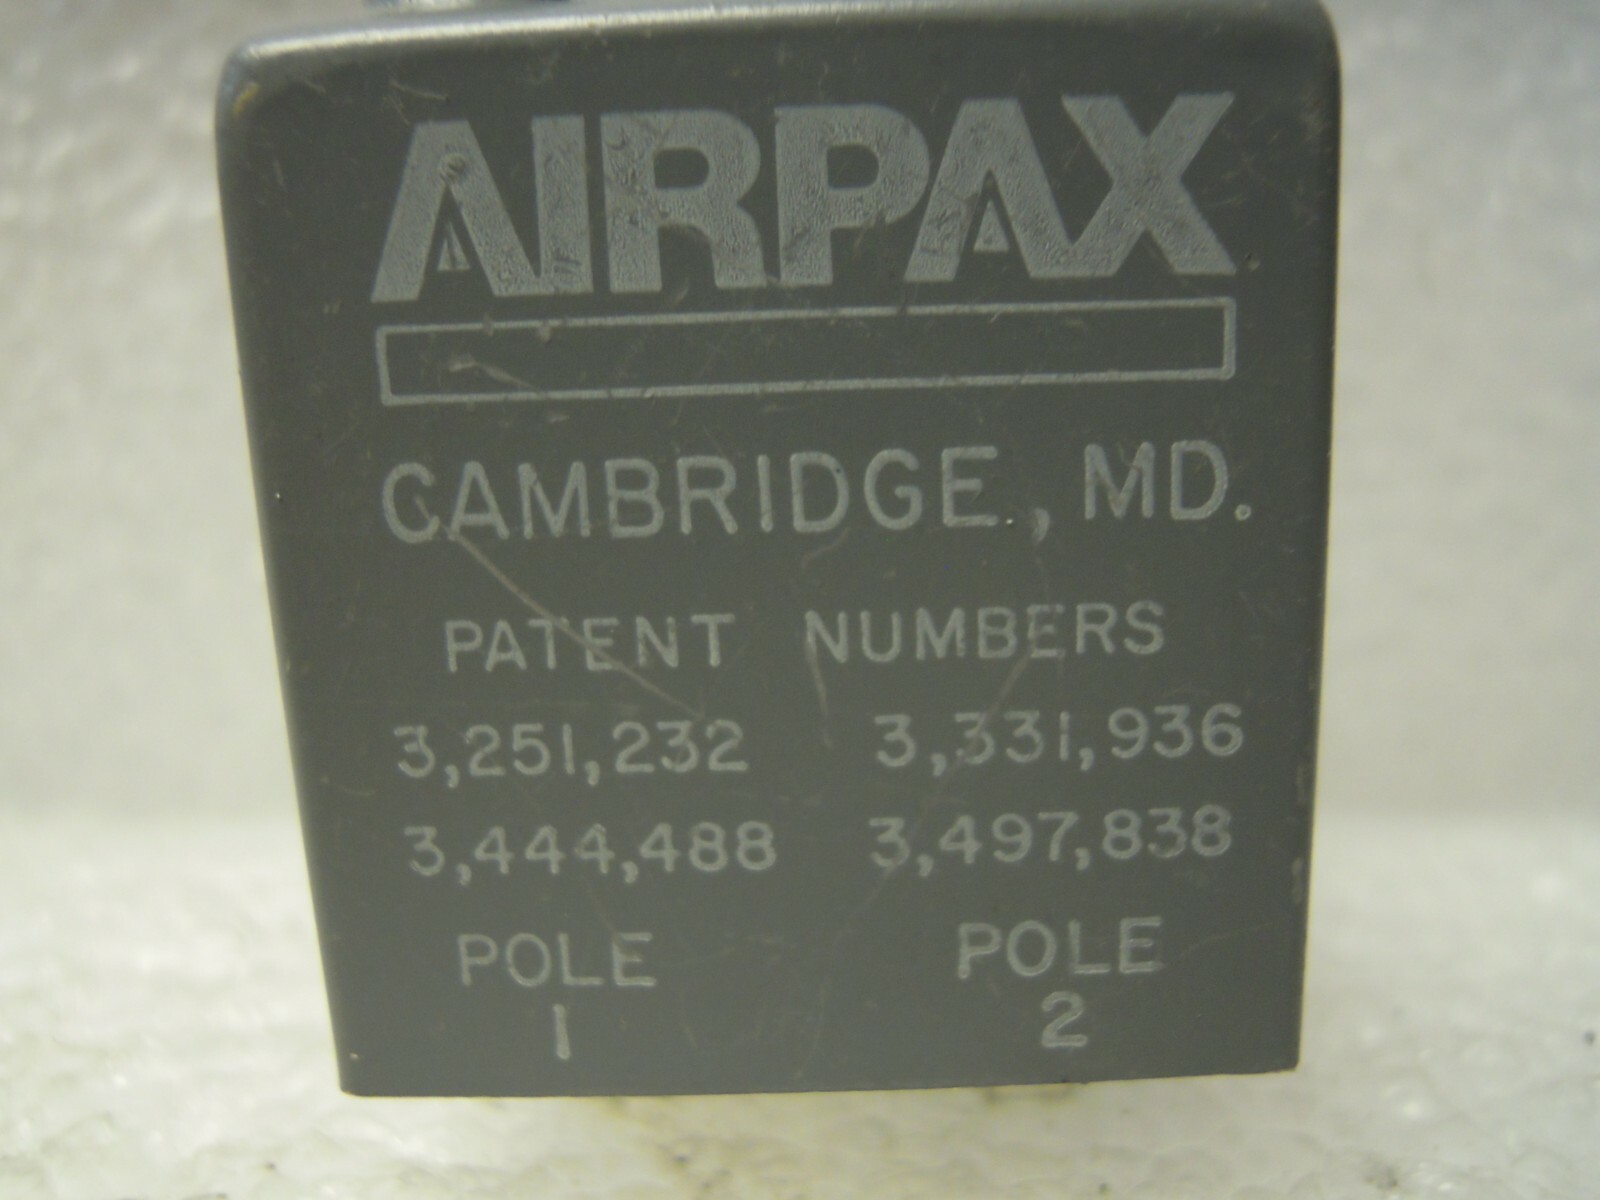 AIRPAX
CAMBRIDGE, MD.
PATENT NUMBERS
3,251,232 3,331,936
3,444,488 3,497,838
POLE POLE
1 2